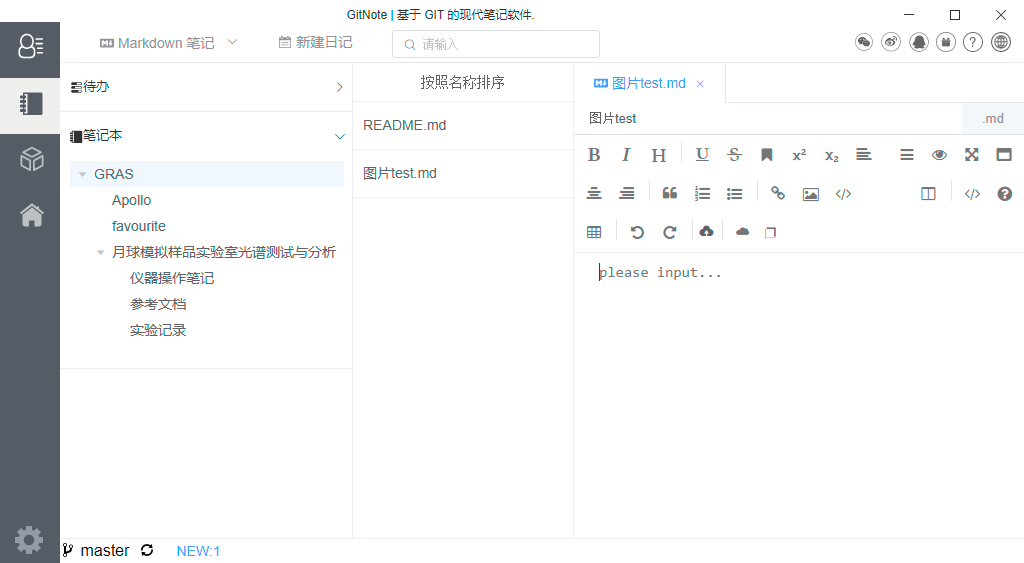 GitNote | 基于 GIT 的现代笔记软件.
Markdown 笔记
新建日记
请输入
待办
笔记本
GRAS
Apollo
favourite
月球模拟样品实验室光谱测试与分析
仪器操作笔记
参考文档
实验记录
按照名称排序
README.md
图片test.md
图片test.md ×
图片test
.md
B I H U S x² x₂
please input...
master
NEW:1